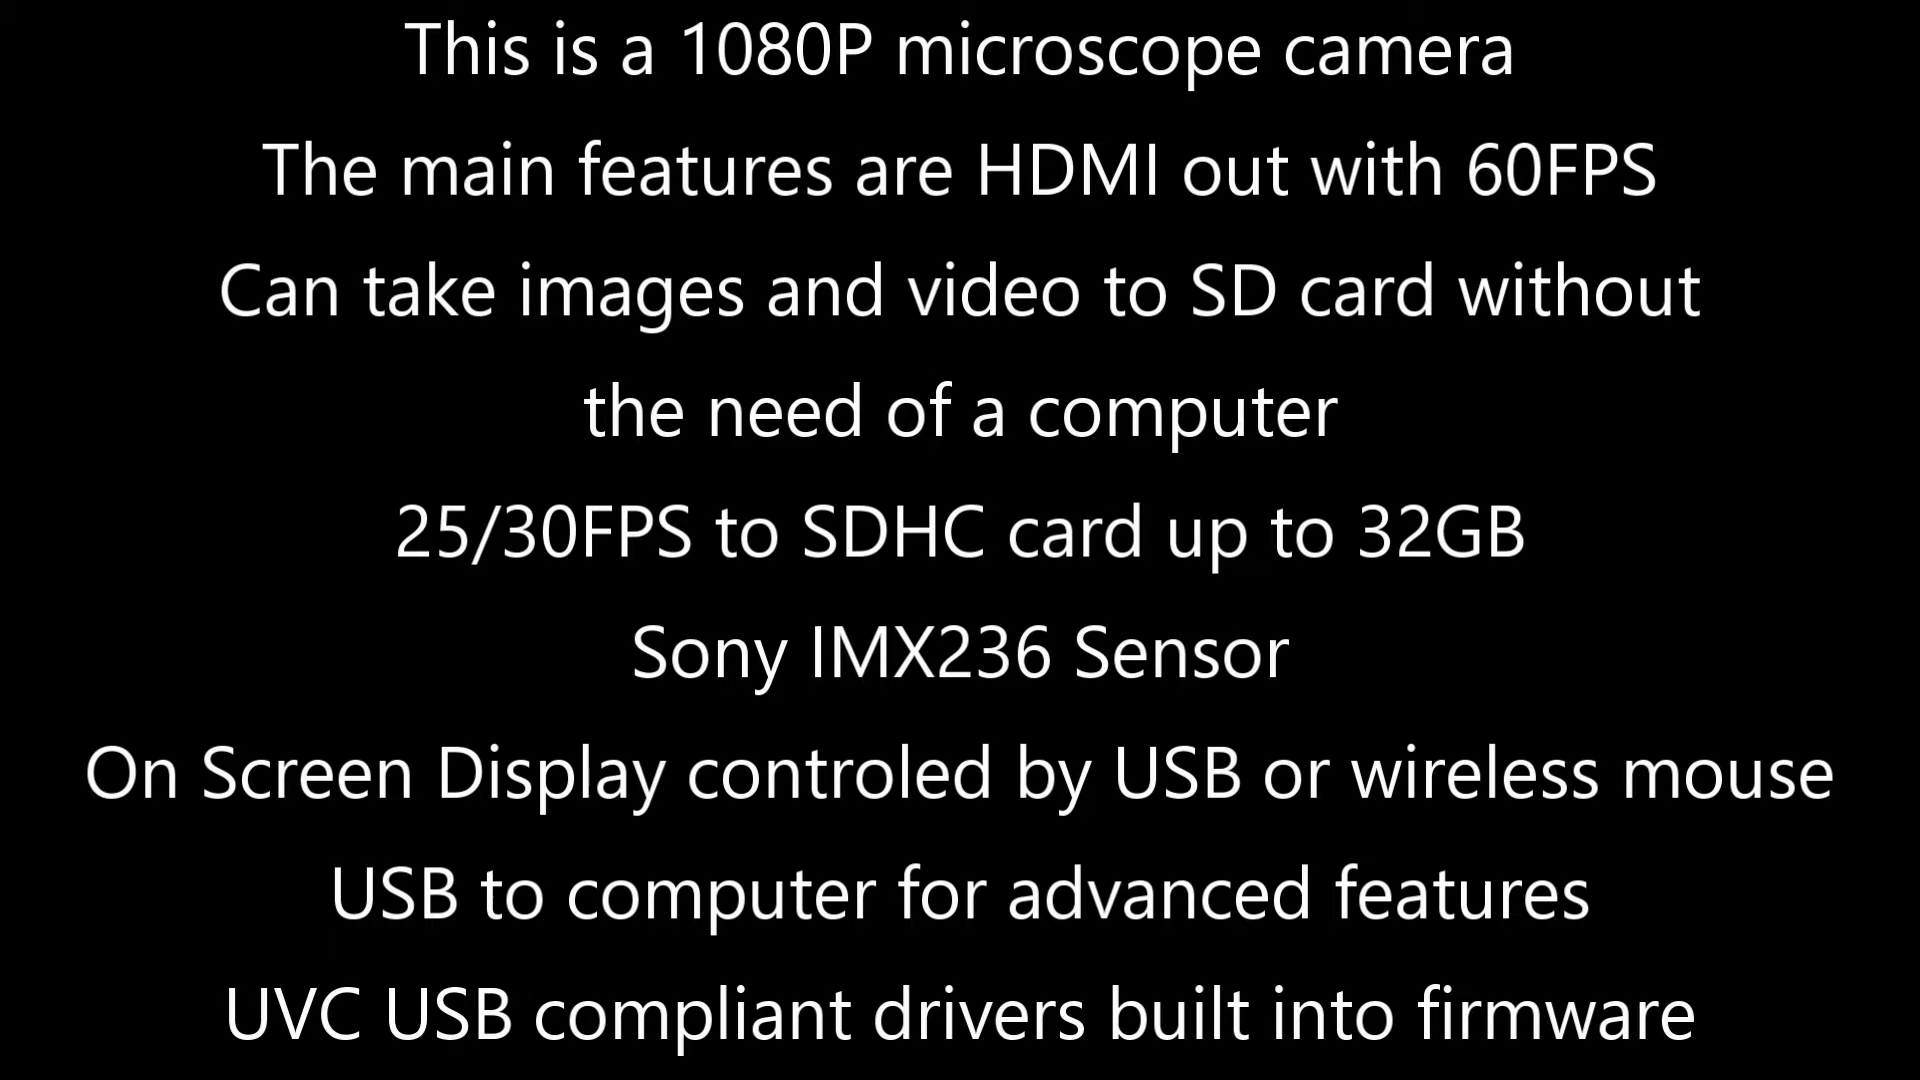 This is a 1080P microscope camera
The main features are HDMI out with 60FPS
Can take images and video to SD card without
the need of a computer
25/30FPS to SDHC card up to 32GB
Sony IMX236 Sensor
On Screen Display controled by USB or wireless mouse
USB to computer for advanced features
UVC USB compliant drivers built into firmware